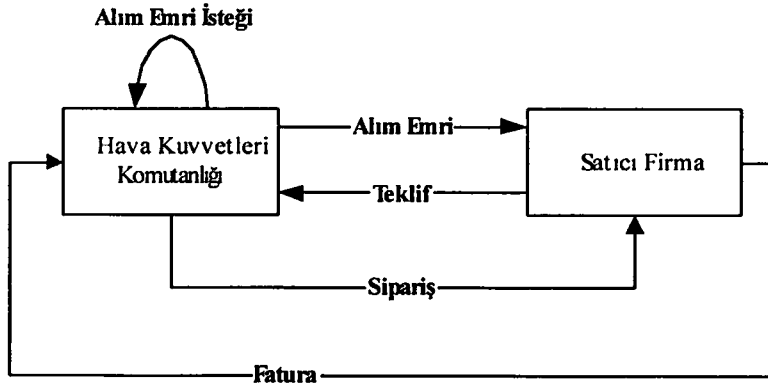 Alım Emri İsteği
Hava Kuvvetleri
Komutanlığı
Alım Emri
Satıcı Firma
Teklif
Sipariş
Fatura